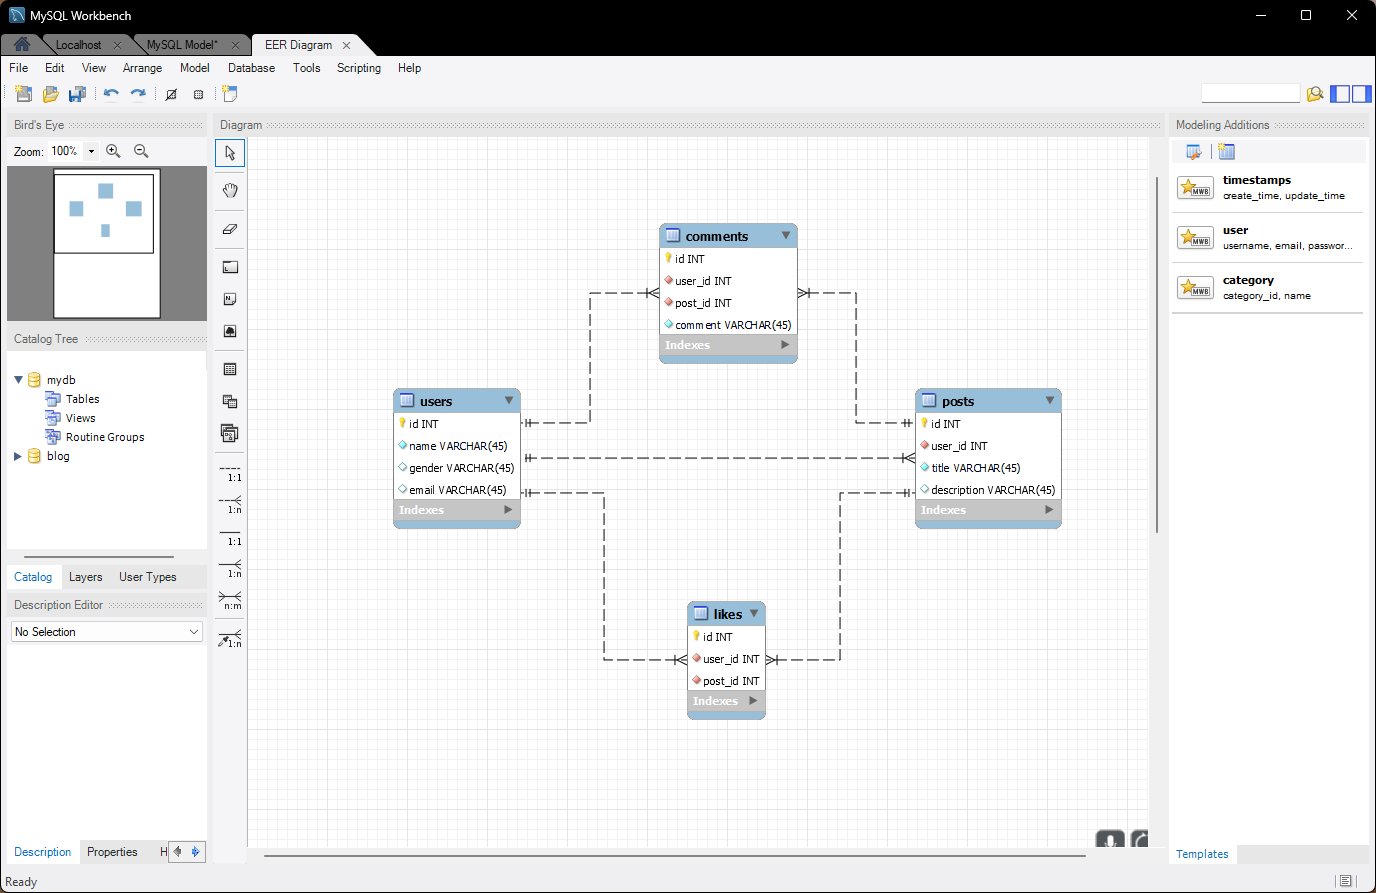 MySQL Workbench
Localhost
MySQL Model*
EER Diagram
File Edit View Arrange Model Database Tools Scripting Help
Bird's Eye
Zoom: 100%
Catalog Tree
mydb
Tables
Views
Routine Groups
blog
Catalog Layers User Types
Description Editor
No Selection
Description Properties H
Ready
Diagram
1:1
1:n
1:1
1:n
n:m
1:n
comments
id INT
user_id INT
post_id INT
comment VARCHAR(45)
Indexes
users
id INT
name VARCHAR(45)
gender VARCHAR(45)
email VARCHAR(45)
Indexes
posts
id INT
user_id INT
title VARCHAR(45)
description VARCHAR(45)
Indexes
likes
id INT
user_id INT
post_id INT
Indexes
Modeling Additions
MWB
timestamps
create_time, update_time
MWB
user
username, email, passwor...
MWB
category
category_id, name
Templates